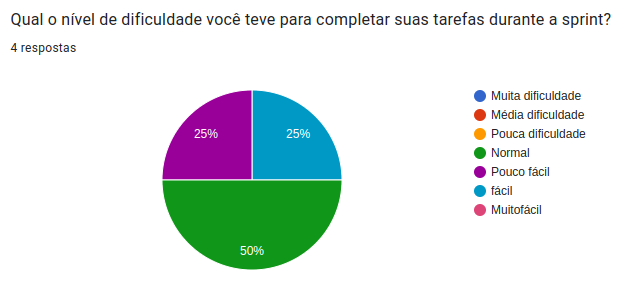 Qual o nível de dificuldade você teve para completar suas tarefas durante a sprint?
4 respostas
25%
25%
50%
Muita dificuldade
Média dificuldade
Pouca dificuldade
Normal
Pouco fácil
fácil
Muitofácil